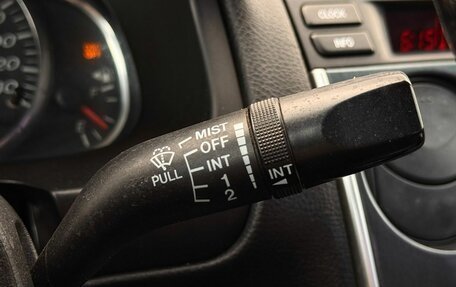 CLOCK
INFO
MIST
OFF
INT
1
2
PULL
INT